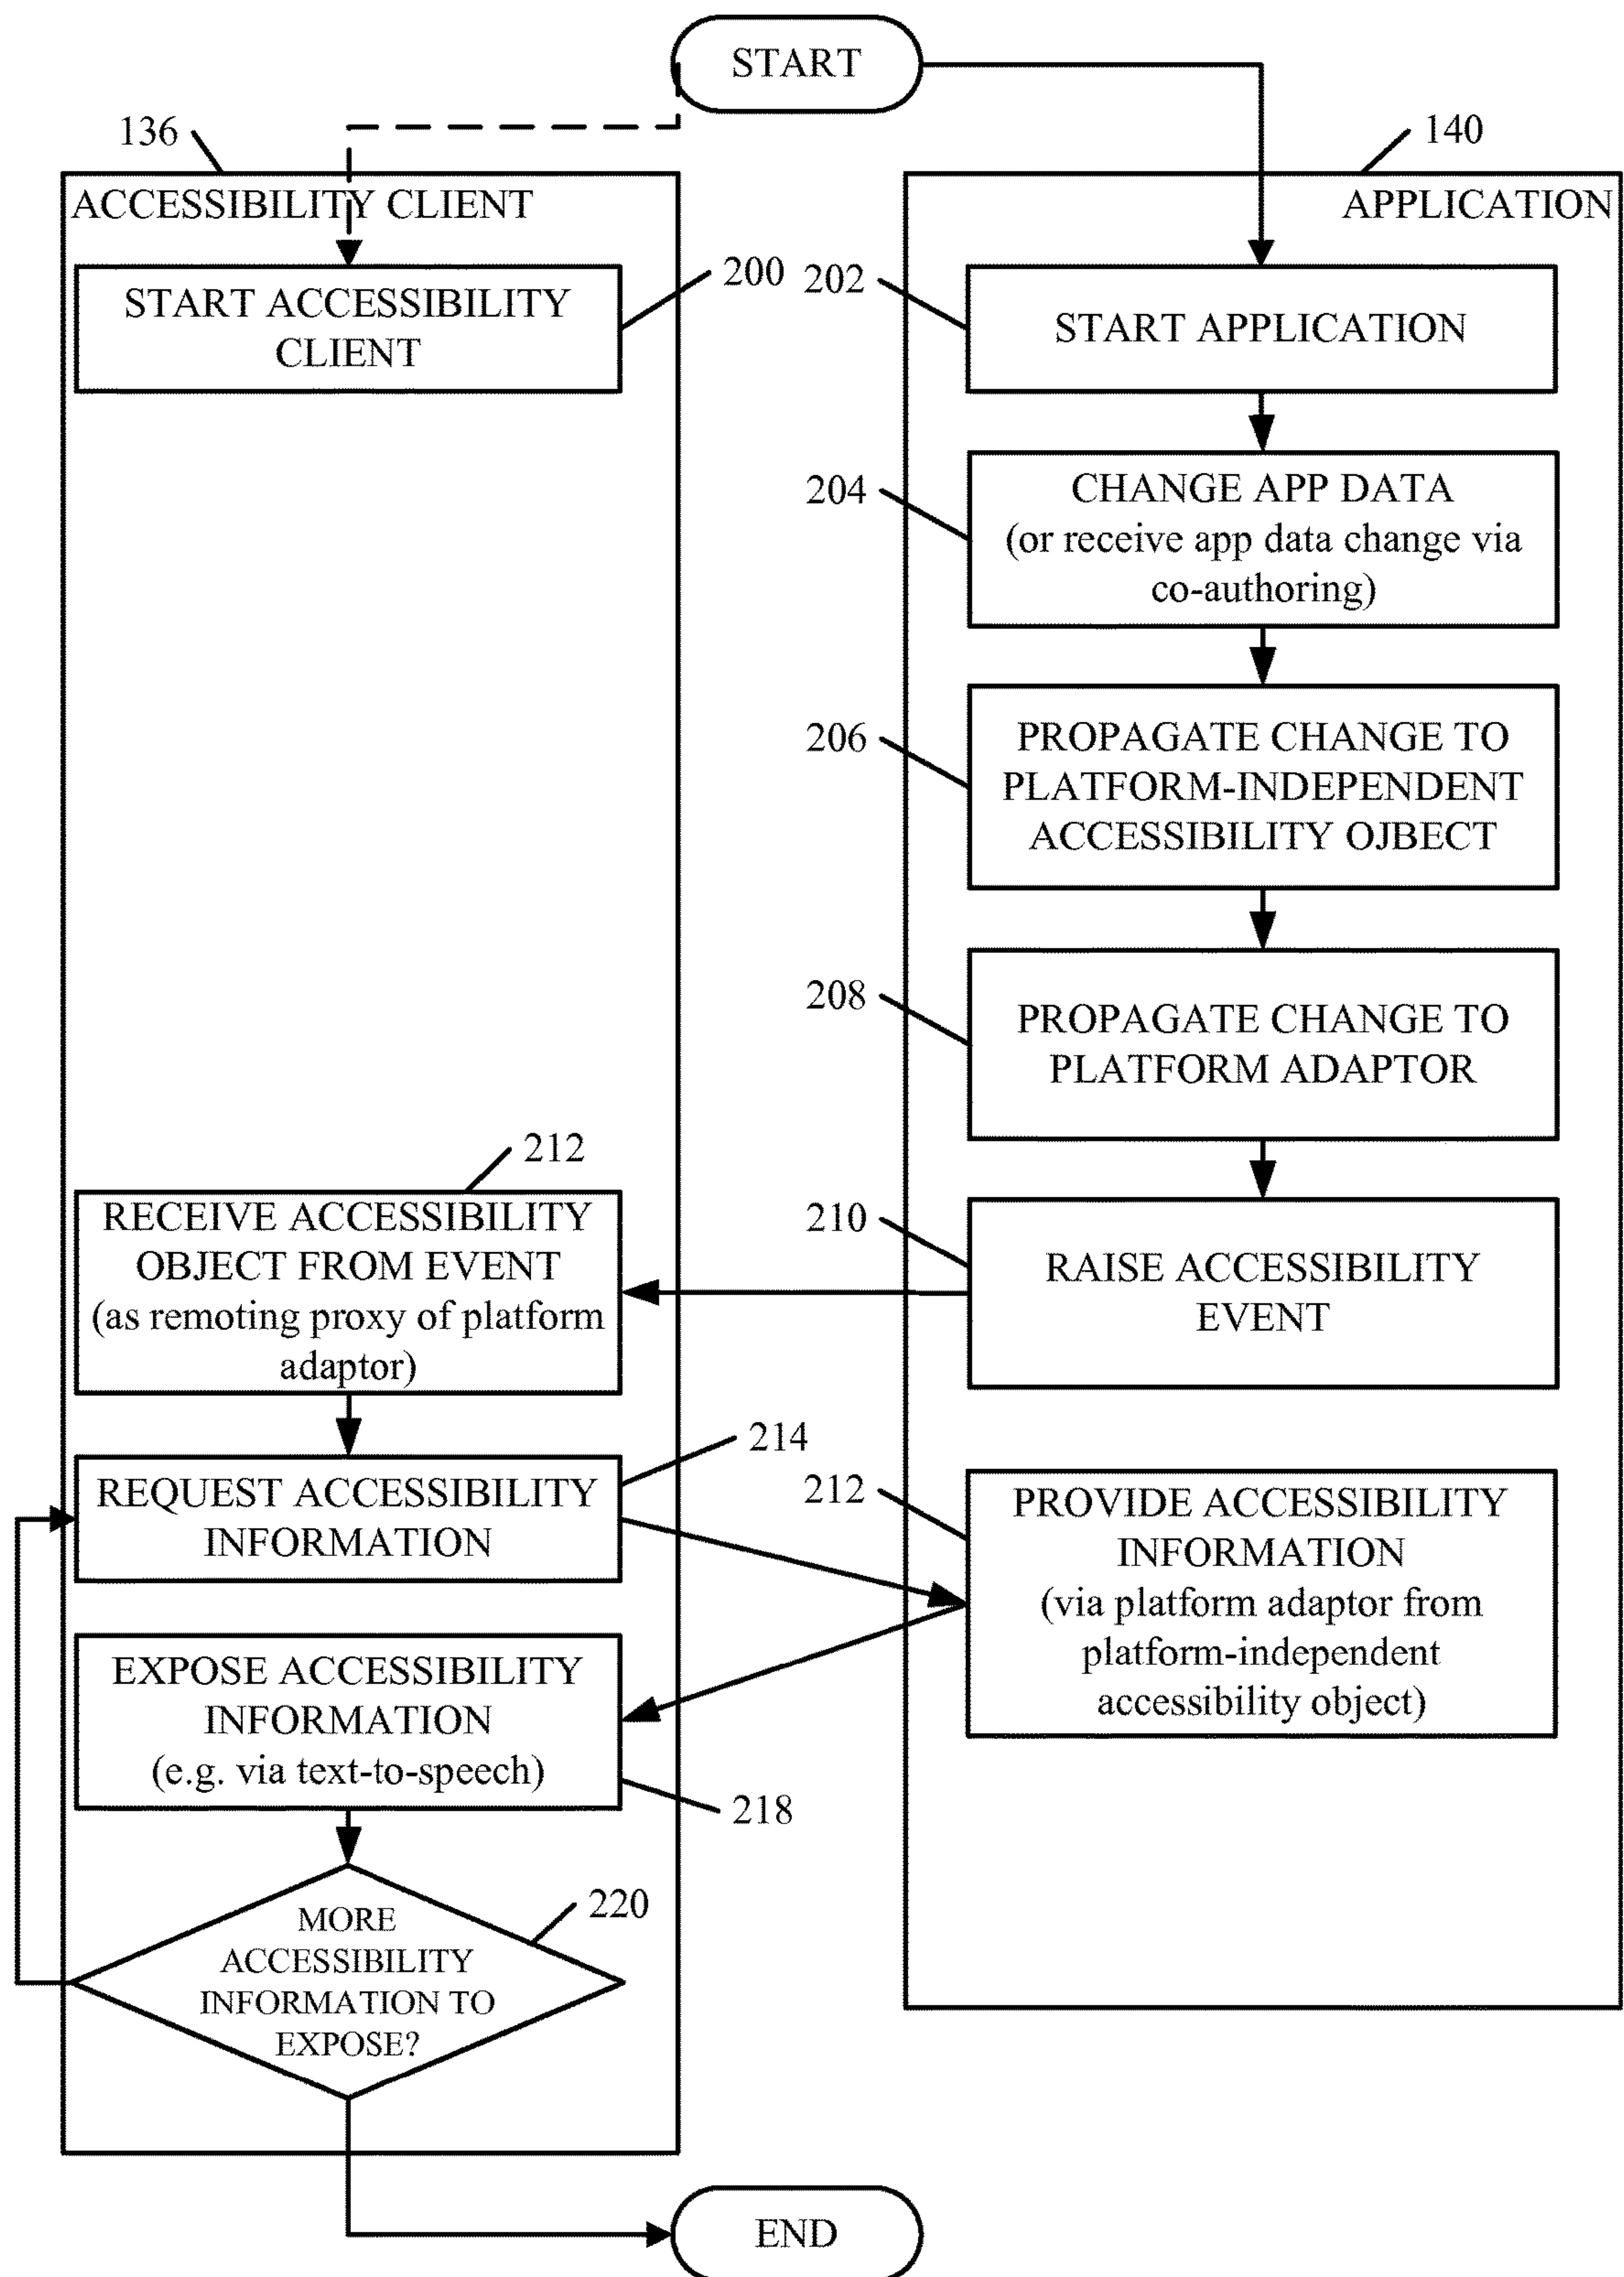 START
136
140
ACCESSIBILITY CLIENT
APPLICATION
START ACCESSIBILITY
CLIENT
200
202
START APPLICATION
204
CHANGE APP DATA
(or receive app data change via
co-authoring)
206
PROPAGATE CHANGE TO
PLATFORM-INDEPENDENT
ACCESSIBILITY OJBECT
208
PROPAGATE CHANGE TO
PLATFORM ADAPTOR
212
RECEIVE ACCESSIBILITY
OBJECT FROM EVENT
(as remoting proxy of platform
adaptor)
210
RAISE ACCESSIBILITY
EVENT
214
REQUEST ACCESSIBILITY
INFORMATION
212
PROVIDE ACCESSIBILITY
INFORMATION
(via platform adaptor from
platform-independent
accessibility object)
EXPOSE ACCESSIBILITY
INFORMATION
(e.g. via text-to-speech)
218
220
MORE
ACCESSIBILITY
INFORMATION TO
EXPOSE?
END